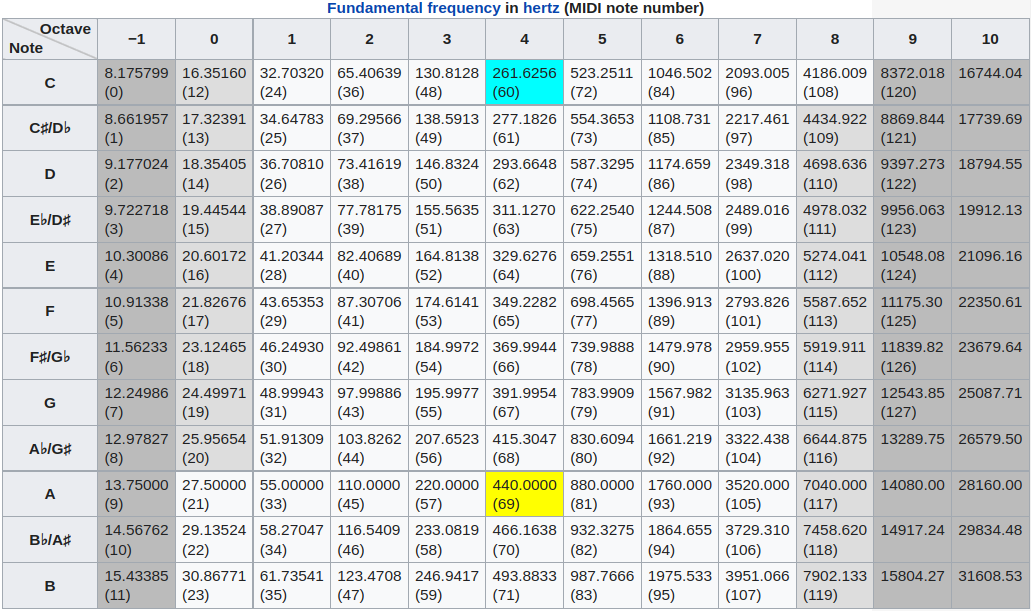 Fundamental frequency in hertz (MIDI note number)
Octave
Note
−1 0 1 2 3 4 5 6 7 8 9 10
C 8.175799 16.35160 32.70320 65.40639 130.8128 261.6256 523.2511 1046.502 2093.005 4186.009 8372.018 16744.04
(0) (12) (24) (36) (48) (60) (72) (84) (96) (108) (120)
C♯/D♭ 8.661957 17.32391 34.64783 69.29566 138.5913 277.1826 554.3653 1108.731 2217.461 4434.922 8869.844 17739.69
(1) (13) (25) (37) (49) (61) (73) (85) (97) (109) (121)
D 9.177024 18.35405 36.70810 73.41619 146.8324 293.6648 587.3295 1174.659 2349.318 4698.636 9397.273 18794.55
(2) (14) (26) (38) (50) (62) (74) (86) (98) (110) (122)
E♭/D♯ 9.722718 19.44544 38.89087 77.78175 155.5635 311.1270 622.2540 1244.508 2489.016 4978.032 9956.063 19912.13
(3) (15) (27) (39) (51) (63) (75) (87) (99) (111) (123)
E 10.30086 20.60172 41.20344 82.40689 164.8138 329.6276 659.2551 1318.510 2637.020 5274.041 10548.08 21096.16
(4) (16) (28) (40) (52) (64) (76) (88) (100) (112) (124)
F 10.91338 21.82676 43.65353 87.30706 174.6141 349.2282 698.4565 1396.913 2793.826 5587.652 11175.30 22350.61
(5) (17) (29) (41) (53) (65) (77) (89) (101) (113) (125)
F♯/G♭ 11.56233 23.12465 46.24930 92.49861 184.9972 369.9944 739.9888 1479.978 2959.955 5919.911 11839.82 23679.64
(6) (18) (30) (42) (54) (66) (78) (90) (102) (114) (126)
G 12.24986 24.49971 48.99943 97.99886 195.9977 391.9954 783.9909 1567.982 3135.963 6271.927 12543.85 25087.71
(7) (19) (31) (43) (55) (67) (79) (91) (103) (115) (127)
A♭/G♯ 12.97827 25.95654 51.91309 103.8262 207.6523 415.3047 830.6094 1661.219 3322.438 6644.875 13289.75 26579.50
(8) (20) (32) (44) (56) (68) (80) (92) (104) (116)
A 13.75000 27.50000 55.00000 110.0000 220.0000 440.0000 880.0000 1760.000 3520.000 7040.000 14080.00 28160.00
(9) (21) (33) (45) (57) (69) (81) (93) (105) (117)
B♭/A♯ 14.56762 29.13524 58.27047 116.5409 233.0819 466.1638 932.3275 1864.655 3729.310 7458.620 14917.24 29834.48
(10) (22) (34) (46) (58) (70) (82) (94) (106) (118)
B 15.43385 30.86771 61.73541 123.4708 246.9417 493.8833 987.7666 1975.533 3951.066 7902.133 15804.27 31608.53
(11) (23) (35) (47) (59) (71) (83) (95) (107) (119)